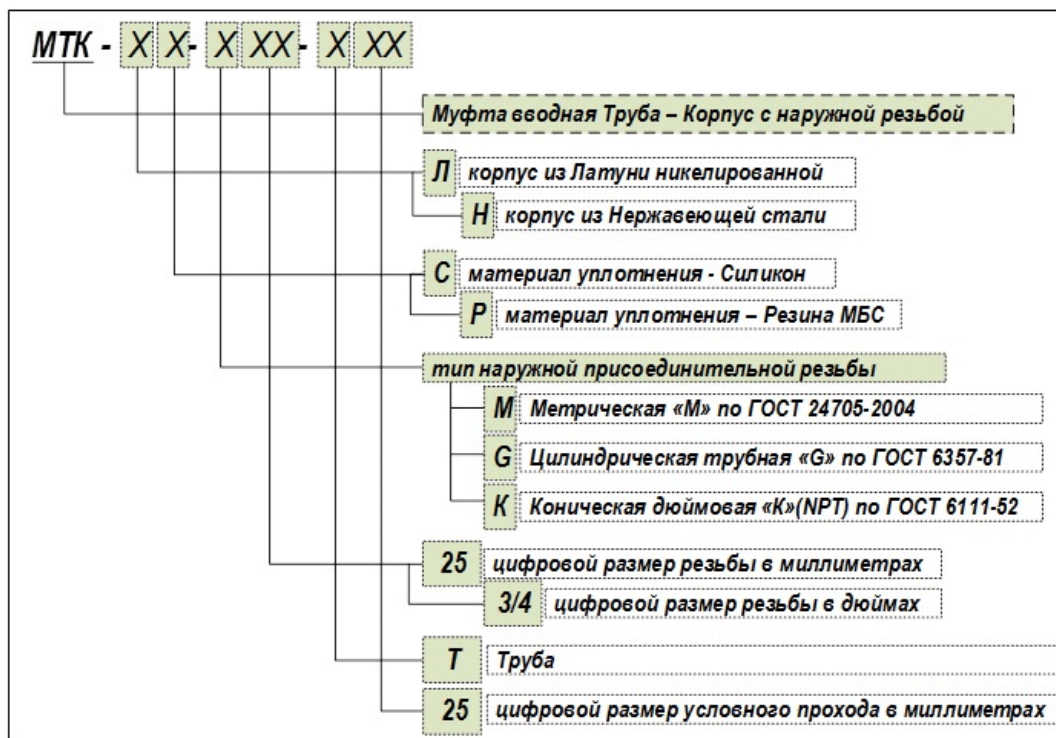 МТК - X X - X XX - X XX
Муфта вводная Труба – Корпус с наружной резьбой
Л корпус из Латуни никелированной
Н корпус из Нержавеющей стали
С материал уплотнения - Силикон
Р материал уплотнения – Резина МБС
тип наружной присоединительной резьбы
М Метрическая «М» по ГОСТ 24705-2004
G Цилиндрическая трубная «G» по ГОСТ 6357-81
К Коническая дюймовая «К»(NPT) по ГОСТ 6111-52
25 цифровой размер резьбы в миллиметрах
3/4 цифровой размер резьбы в дюймах
Т Труба
25 цифровой размер условного прохода в миллиметрах